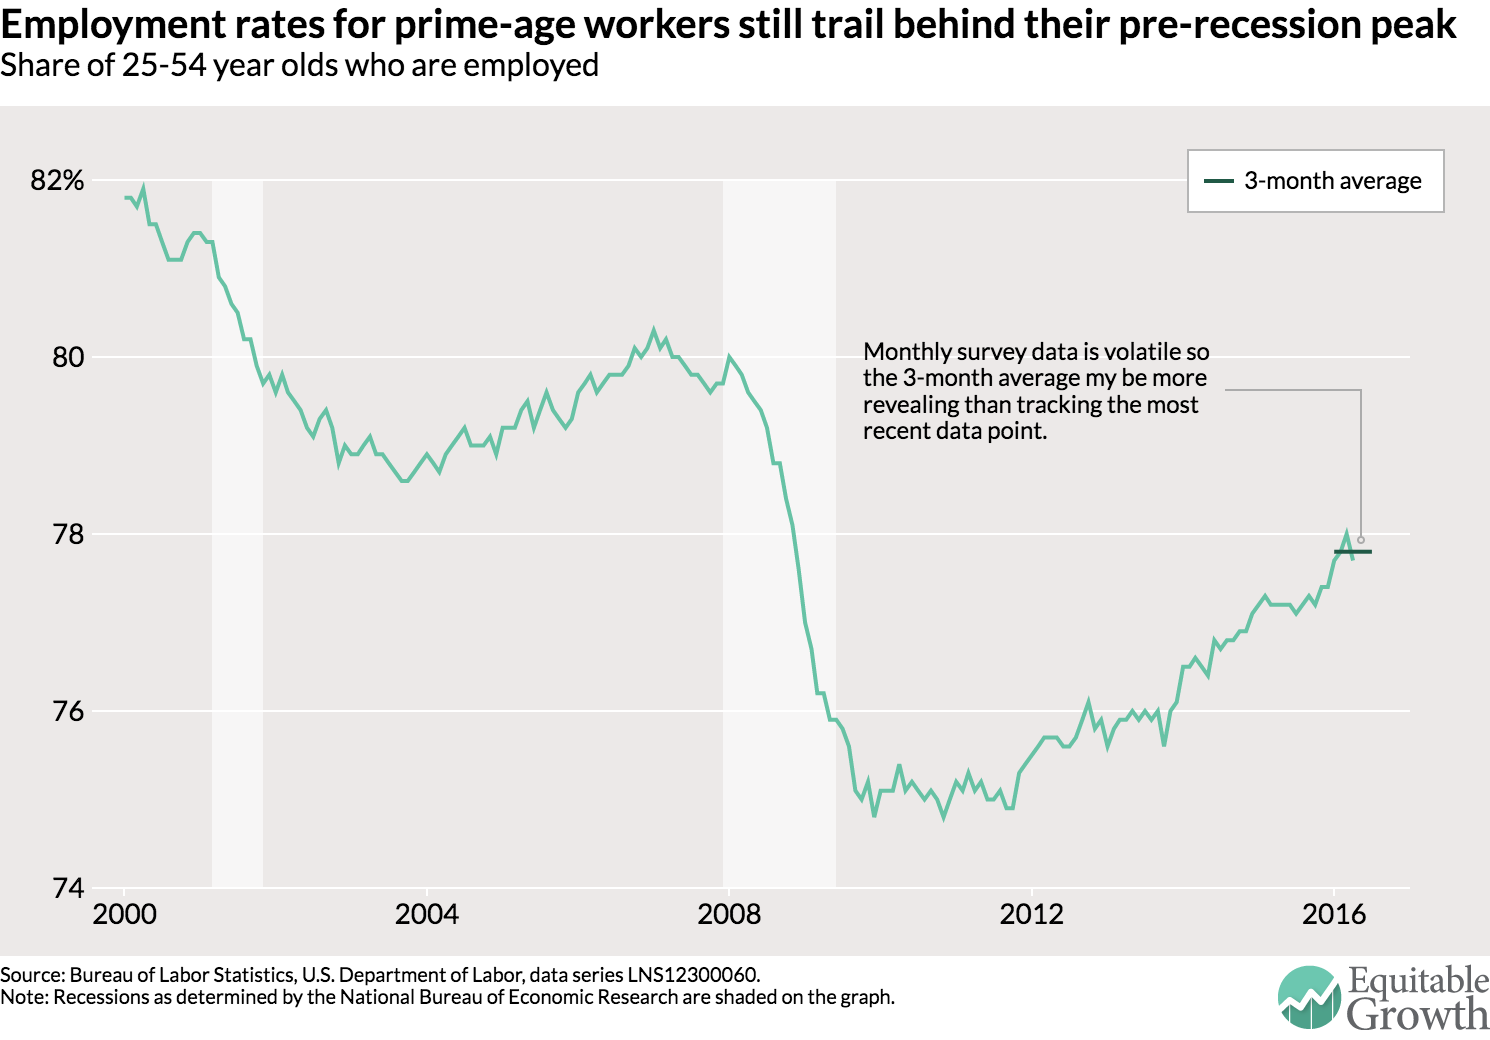 Employment rates for prime-age workers still trail behind their pre-recession peak
Share of 25-54 year olds who are employed
82%
3-month average
80
Monthly survey data is volatile so
the 3-month average my be more
revealing than tracking the most
recent data point.
78
76
74
2000
2004
2008
2012
2016
Source: Bureau of Labor Statistics, U.S. Department of Labor, data series LNS12300060.
Note: Recessions as determined by the National Bureau of Economic Research are shaded on the graph.
Equitable
Growth